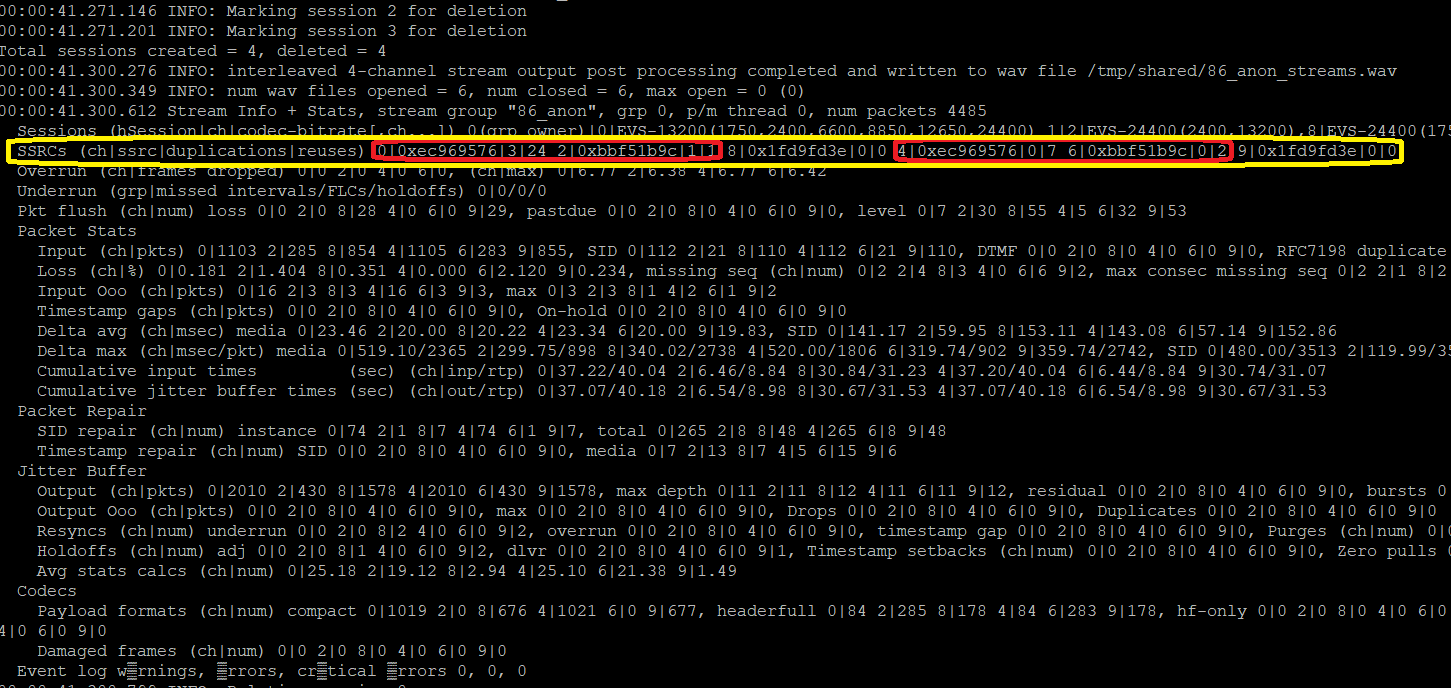 00:00:41.271.146 INFO: Marking session 2 for deletion
00:00:41.271.201 INFO: Marking session 3 for deletion
Total sessions created = 4, deleted = 4
00:00:41.300.276 INFO: interleaved 4-channel stream output post processing completed and written to wav file /tmp/shared/86_anon_streams.wav
00:00:41.300.349 INFO: num wav files opened = 6, num closed = 6, max open = 0 (0)
00:00:41.300.612 Stream Info + Stats, stream group "86_anon", grp 0, p/m thread 0, num packets 4485
Sessions (hSession|ch|codec-bitrate[,ch...]) 0(grp owner)|0|EVS-13200(1750,2400,6600,8850,12650,24400) 1|2|EVS-24400(2400,13200),8|EVS-24400(175
SSRCs (ch|ssrc|duplications|reuses) 0|0xec969576|3|24 2|0xbbf51b9c|1|1 8|0x1fd9fd3e|0|0 4|0xec969576|0|7 6|0xbbf51b9c|0|2 9|0x1fd9fd3e|0|0
Overrun (ch|frames dropped) 0|0 2|0 4|0 6|0, (ch|max) 0|6.77 2|6.38 4|6.77 6|6.42
Underrun (grp|missed intervals/FLCs/holdoffs) 0|0/0/0
Pkt flush (ch|num) loss 0|0 2|0 8|28 4|0 6|0 9|29, pastdue 0|0 2|0 8|0 4|0 6|0 9|0, level 0|7 2|30 8|55 4|5 6|32 9|53
Packet Stats
Input (ch|pkts) 0|1103 2|285 8|854 4|1105 6|283 9|855, SID 0|112 2|21 8|110 4|112 6|21 9|110, DTMF 0|0 2|0 8|0 4|0 6|0 9|0, RFC7198 duplicate
Loss (ch|%) 0|0.181 2|1.404 8|0.351 4|0.000 6|2.120 9|0.234, missing seq (ch|num) 0|2 2|4 8|3 4|0 6|6 9|2, max consec missing seq 0|2 2|1 8|2
Input Ooo (ch|pkts) 0|16 2|3 8|3 4|16 6|3 9|3, max 0|3 2|3 8|1 4|2 6|1 9|2
Timestamp gaps (ch|pkts) 0|0 2|0 8|0 4|0 6|0 9|0, On-hold 0|0 2|0 8|0 4|0 6|0 9|0
Delta avg (ch|msec) media 0|23.46 2|20.00 8|20.22 4|23.34 6|20.00 9|19.83, SID 0|141.17 2|59.95 8|153.11 4|143.08 6|57.14 9|152.86
Delta max (ch|msec/pkt) media 0|519.10/2365 2|299.75/898 8|340.02/2738 4|520.00/1806 6|319.74/902 9|359.74/2742, SID 0|480.00/3513 2|119.99/35
Cumulative input times (sec) (ch|inp/rtp) 0|37.22/40.04 2|6.46/8.84 8|30.84/31.23 4|37.20/40.04 6|6.44/8.84 9|30.74/31.07
Cumulative jitter buffer times (sec) (ch|out/rtp) 0|37.07/40.18 2|6.54/8.98 8|30.67/31.53 4|37.07/40.18 6|6.54/8.98 9|30.67/31.53
Packet Repair
SID repair (ch|num) instance 0|74 2|1 8|7 4|74 6|1 9|7, total 0|265 2|8 8|48 4|265 6|8 9|48
Timestamp repair (ch|num) SID 0|0 2|0 8|0 4|0 6|0 9|0, media 0|7 2|13 8|7 4|5 6|15 9|6
Jitter Buffer
Output (ch|pkts) 0|2010 2|430 8|1578 4|2010 6|430 9|1578, max depth 0|11 2|11 8|12 4|11 6|11 9|12, residual 0|0 2|0 8|0 4|0 6|0 9|0, bursts 0
Output Ooo (ch|pkts) 0|0 2|0 8|0 4|0 6|0 9|0, max 0|0 2|0 8|0 4|0 6|0 9|0, Drops 0|0 2|0 8|0 4|0 6|0 9|0, Duplicates 0|0 2|0 8|0 4|0 6|0 9|0
Resyncs (ch|num) underrun 0|0 2|0 8|2 4|0 6|0 9|2, overrun 0|0 2|0 8|0 4|0 6|0 9|0, timestamp gap 0|0 2|0 8|0 4|0 6|0 9|0, Purges (ch|num) 0|0
Holdoffs (ch|num) adj 0|0 2|0 8|1 4|0 6|0 9|2, dlvr 0|0 2|0 8|0 4|0 6|0 9|1, Timestamp setbacks (ch|num) 0|0 2|0 8|0 4|0 6|0 9|0, Zero pulls
Avg stats calcs (ch|num) 0|25.18 2|19.12 8|2.94 4|25.10 6|21.38 9|1.49
Codecs
Payload formats (ch|num) compact 0|1019 2|0 8|676 4|1021 6|0 9|677, headerfull 0|84 2|285 8|178 4|84 6|283 9|178, hf-only 0|0 2|0 8|0 4|0 6|0
4|0 6|0 9|0
Damaged frames (ch|num) 0|0 2|0 8|0 4|0 6|0 9|0
Event log w▒rnings, ▒rrors, cr▒tical ▒rrors 0, 0, 0